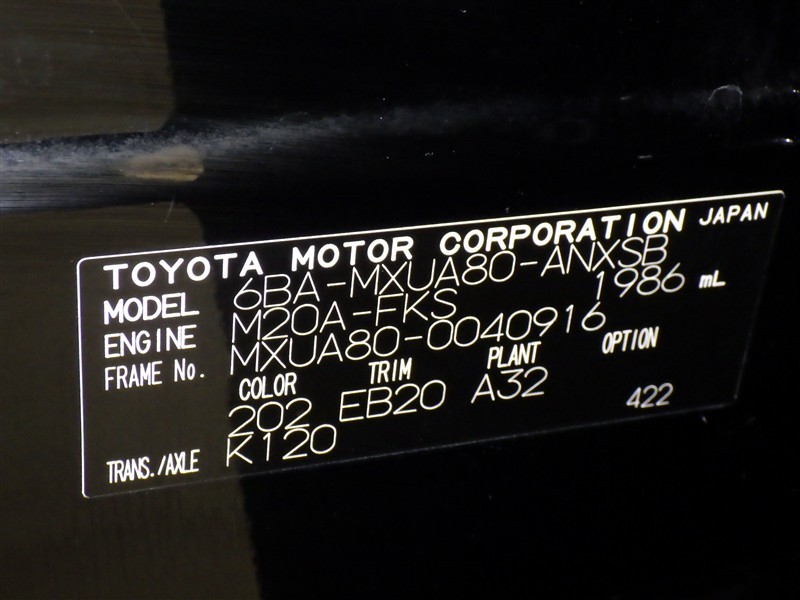 TOYOTA MOTOR CORPORATION JAPAN
MODEL 6BA-MXUA80-ANXSB
ENGINE M20A-FKS 1986 mL
FRAME No. MXUA80-0040916
COLOR TRIM PLANT OPTION
202 EB20 A32 422
TRANS./AXLE K120